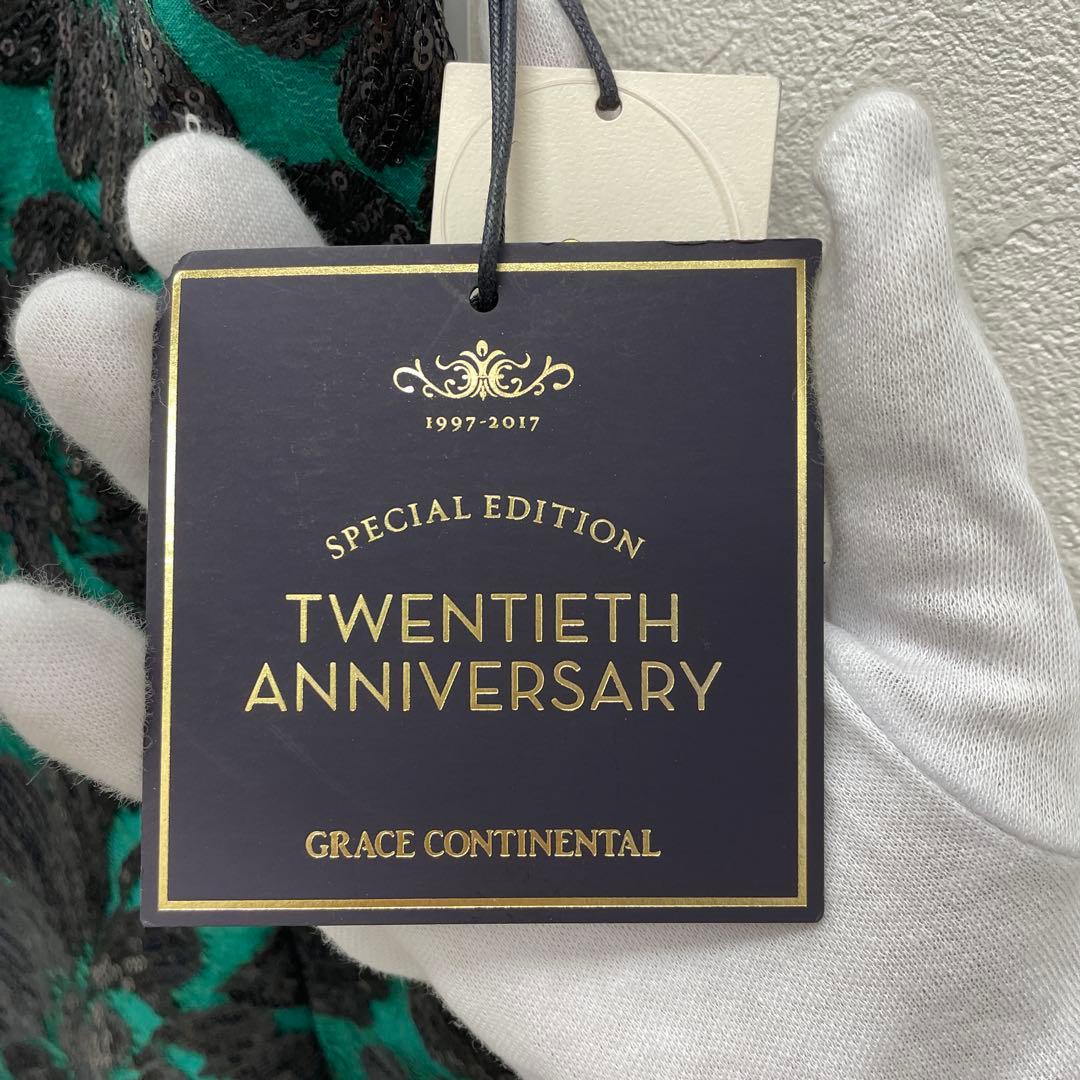 1997-2017
SPECIAL EDITION
TWENTIETH
ANNIVERSARY
GRACE CONTINENTAL